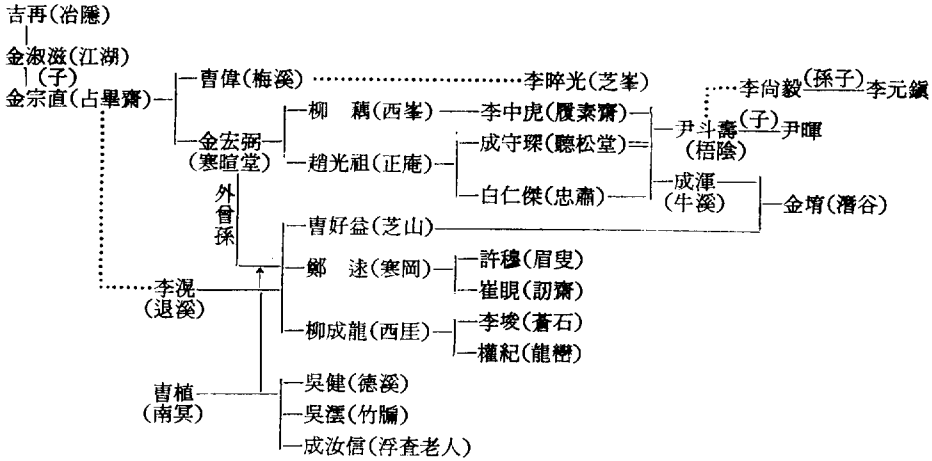 吉再(冶隱)
金淑滋(江湖)
(子)
金宗直(占畢齋)
曺偉(梅溪)
李睟光(芝峯)
李尙毅
(孫子)
李元鎭
金宏弼
(寒暄堂)
柳 藕(西峯)
李中虎(履素齋)
趙光祖(正庵)
成守琛(聽松堂)
白仁傑(忠肅)
尹斗壽
(梧陰)
(子)
尹暉
成渾
(牛溪)
金堉(潛谷)
外曾孫
曺好益(芝山)
鄭 逑(寒岡)
許穆(眉叟)
崔晛(訒齋)
李滉
(退溪)
柳成龍(西厓)
李埈(蒼石)
權紀(龍巒)
曺植
(南冥)
吳健(德溪)
吳澐(竹牖)
成汝信(浮査老人)